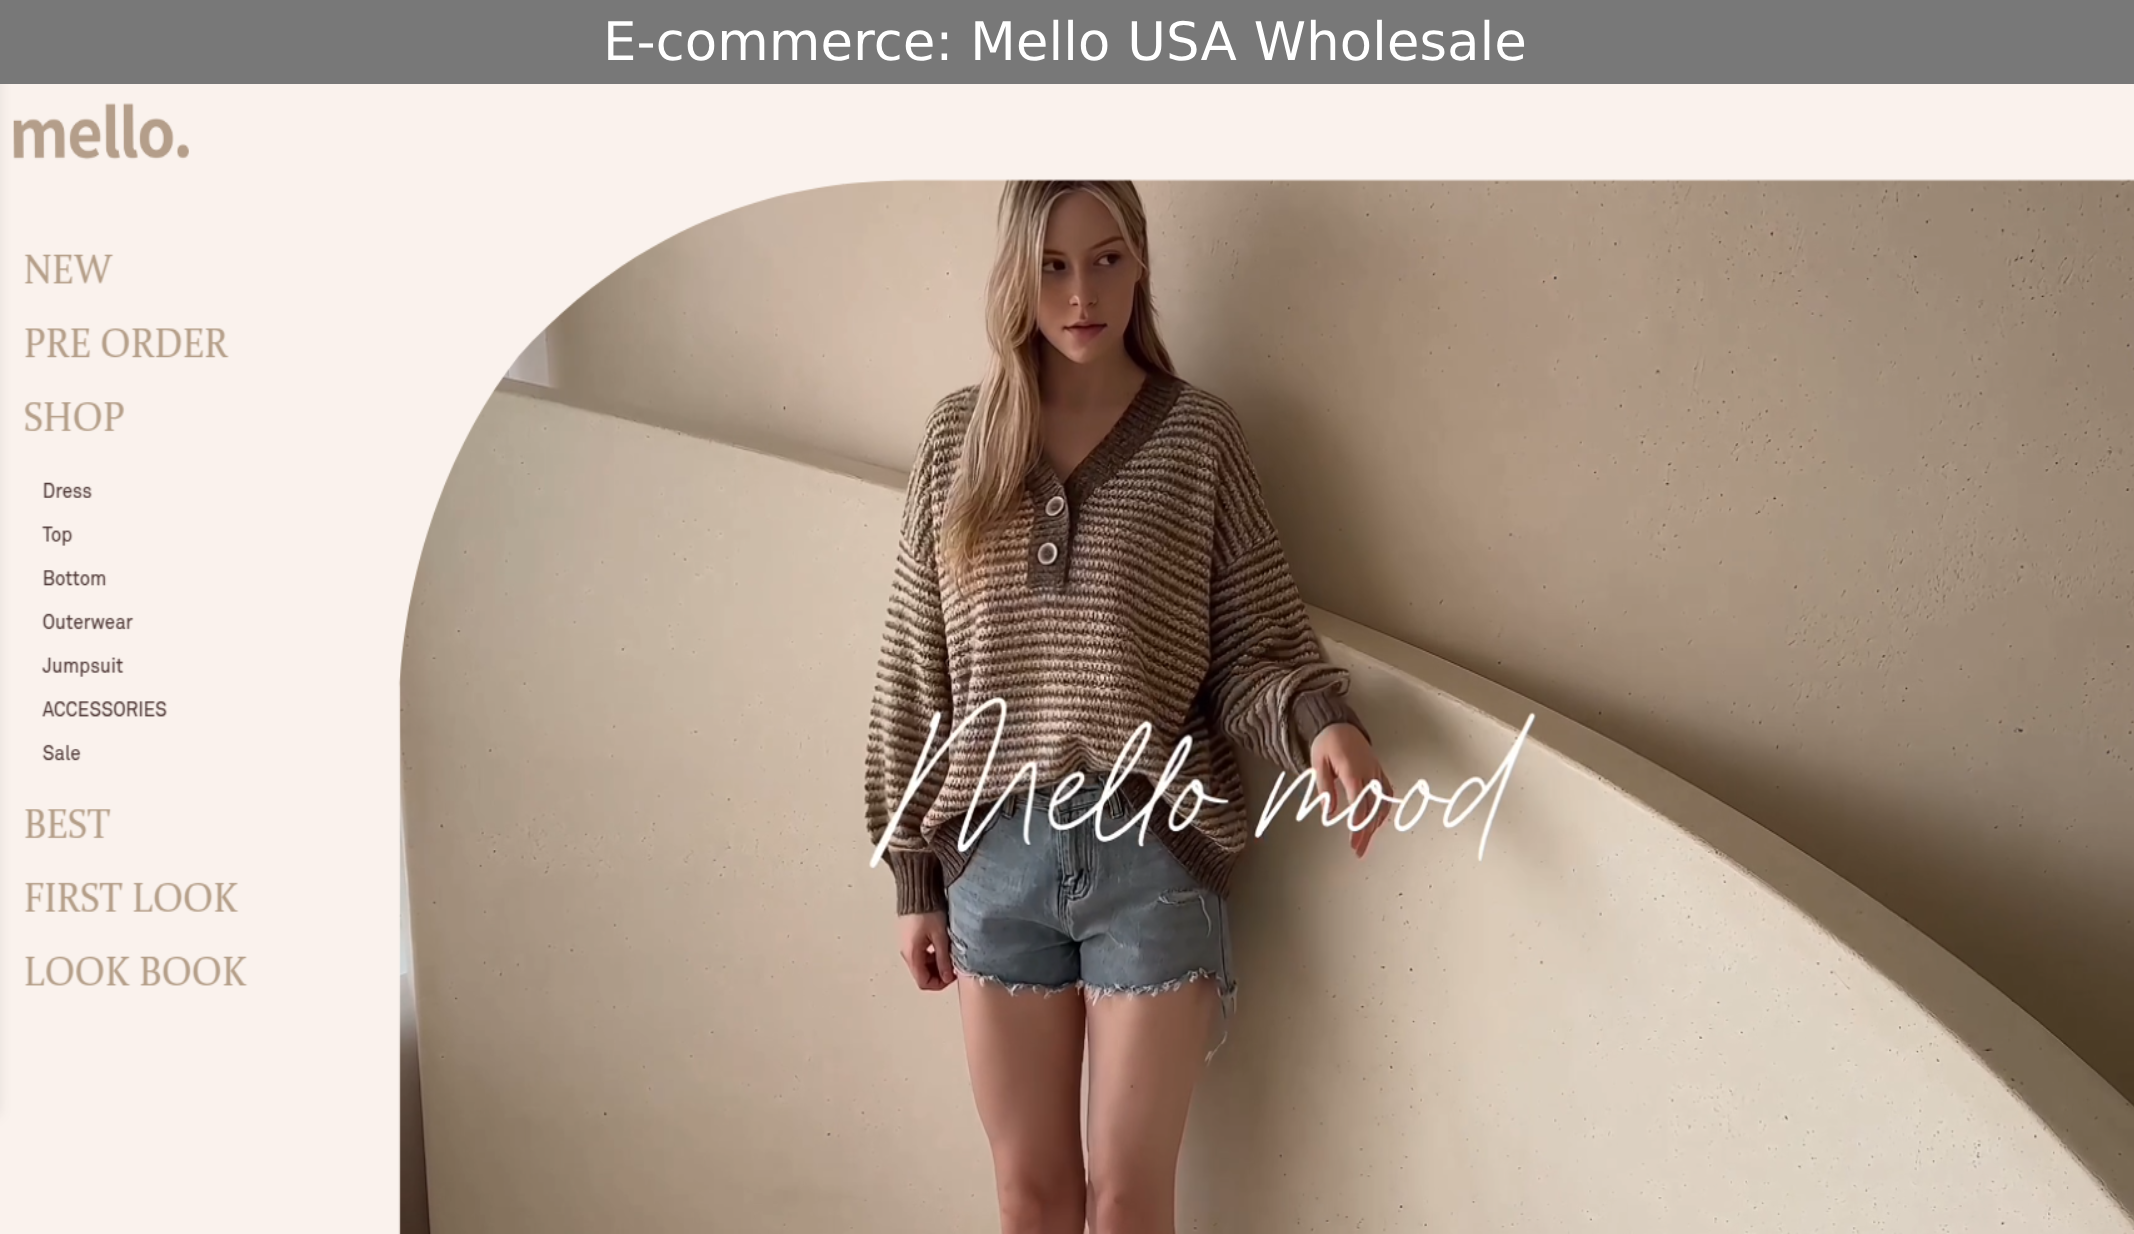 E-commerce: Mello USA Wholesale
mello.
NEW
PRE ORDER
SHOP
Dress
Top
Bottom
Outerwear
Jumpsuit
ACCESSORIES
Sale
BEST
FIRST LOOK
LOOK BOOK
Mello mood